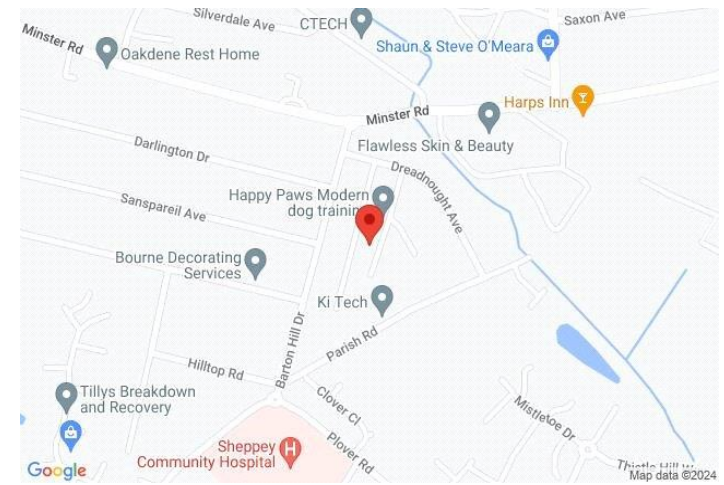 Silverdale Ave
CTECH
Saxon Ave
Minster Rd
Oakdene Rest Home
Shaun & Steve O'Meara
Harps Inn
Minster Rd
Flawless Skin & Beauty
Darlington Dr
Dreadnought Ave
Happy Paws Modern
dog training
Sanspareil Ave
Bourne Decorating
Services
Ki Tech
Barton Hill Dr
Parish Rd
Hilltop Rd
Tillys Breakdown
and Recovery
Clover Cl
Mistletoe Dr
Plover Rd
Sheppey
Community Hospital
H
Thistle Hill W
Google
Map data ©2024